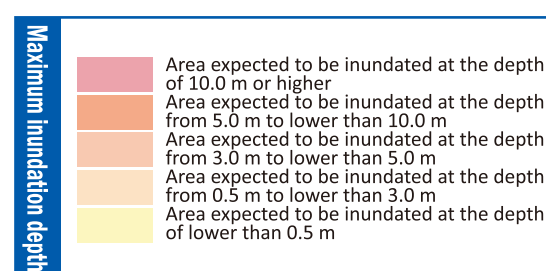 Maximum inundation depth
Area expected to be inundated at the depth
of 10.0 m or higher
Area expected to be inundated at the depth
from 5.0 m to lower than 10.0 m
Area expected to be inundated at the depth
from 3.0 m to lower than 5.0 m
Area expected to be inundated at the depth
from 0.5 m to lower than 3.0 m
Area expected to be inundated at the depth
of lower than 0.5 m